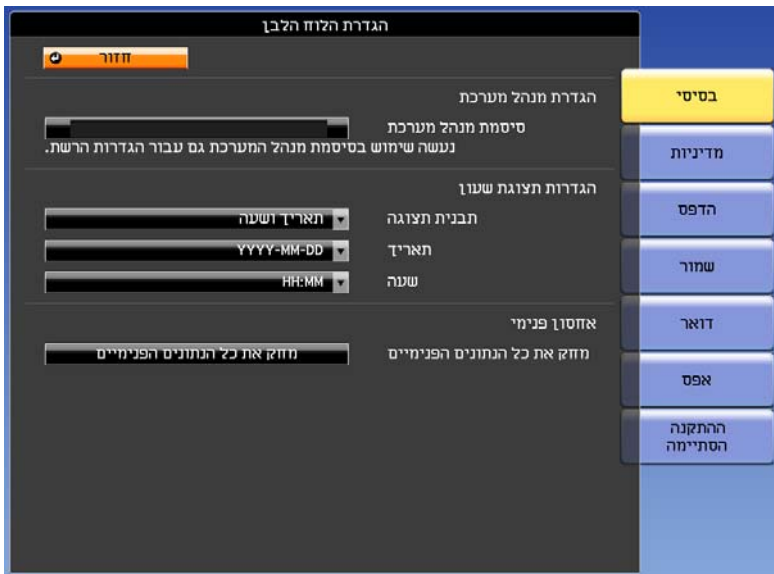 הגדרת הלוח הלבן
חזור
הגדרת מנהל מערכת
סיסמת מנהל מערכת
נעשה שימוש בסיסמת מנהל המערכת גם עבור הגדרות הרשת.
הגדרות תצוגת שעון
תבנית תצוגה
תאריך ושעה
תאריך
YYYY-MM-DD
שעה
HH:MM
אחסון פנימי
מחק את כל הנתונים הפנימיים
מחק את כל הנתונים הפנימיים
בסיסי
מדיניות
הדפס
שמור
דואר
אפס
ההתקנה
הסתיימה